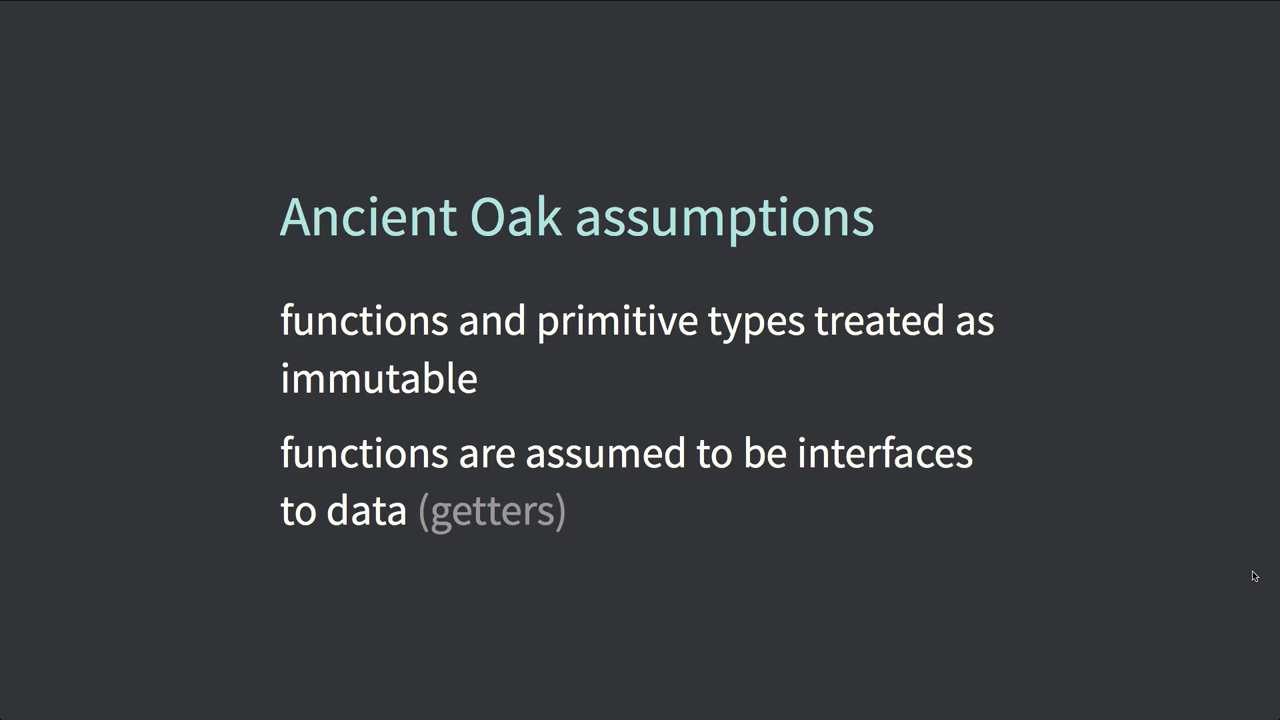 Ancient Oak assumptions
functions and primitive types treated as
immutable
functions are assumed to be interfaces
to data (getters)